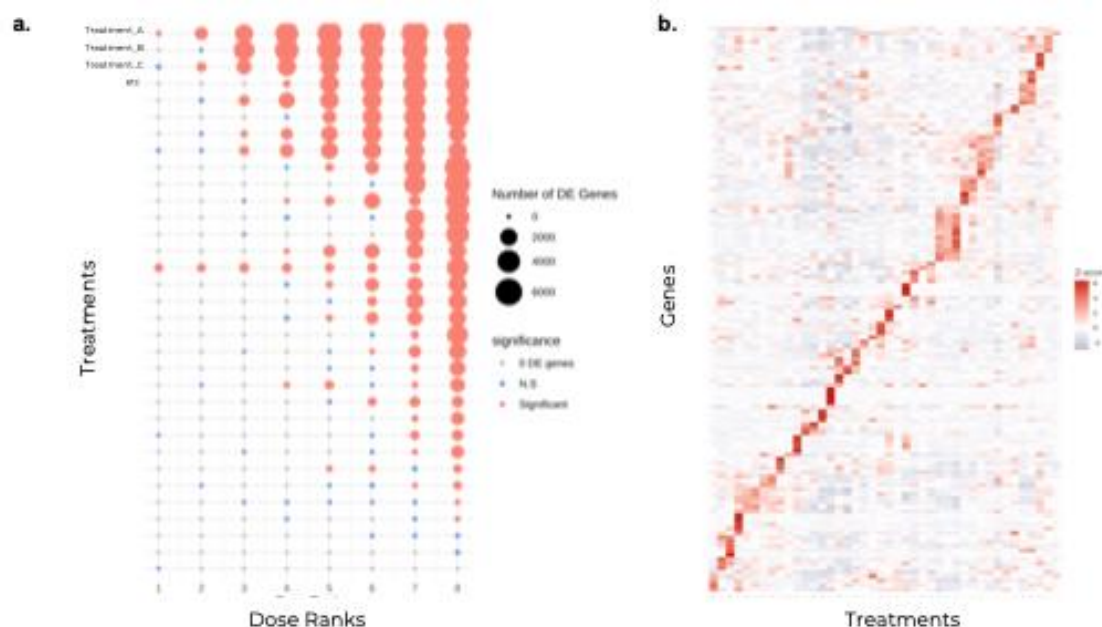 a.
Treatment_A
Treatment_B
Treatment_C
etc
Treatments
1 2 3 4 5 6 7 8
Dose Ranks
Number of DE Genes
0
2000
4000
6000
significance
0 DE genes
N.S
Significant
b.
Genes
Treatments